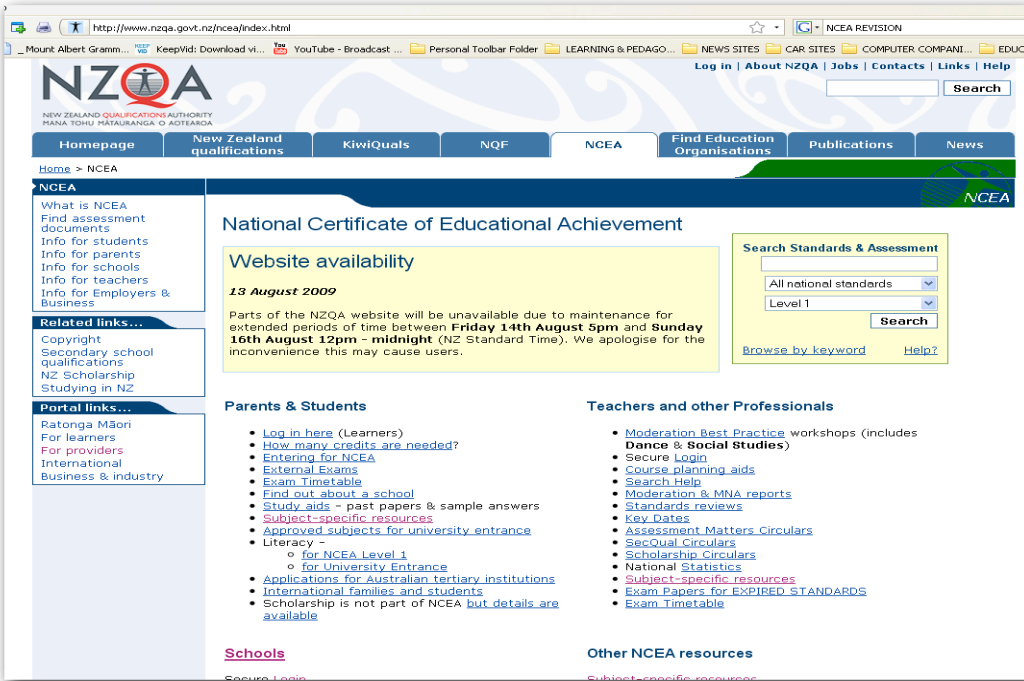 http://www.nzqa.govt.nz/ncea/index.html
NCEA REVISION
_ Mount Albert Gramm...
KeepVid: Download vi...
YouTube - Broadcast ...
Personal Toolbar Folder
LEARNING & PEDAGO...
NEWS SITES
CAR SITES
COMPUTER COMPANI...
EDUC
Log in | About NZQA | Jobs | Contacts | Links | Help
NZQA
NEW ZEALAND QUALIFICATIONS AUTHORITY
MANA TOHU MĀTAURANGA O AOTEAROA
Search
Homepage
New Zealand
qualifications
KiwiQuals
NQF
NCEA
Find Education
Organisations
Publications
News
Home > NCEA
NCEA
NCEA
What is NCEA
Find assessment
documents
Info for students
Info for parents
Info for schools
Info for teachers
Info for Employers &
Business
Related links...
Copyright
Secondary school
qualifications
NZ Scholarship
Studying in NZ
Portal links...
Ratonga Māori
For learners
For providers
International
Business & industry
National Certificate of Educational Achievement
Website availability
13 August 2009
Parts of the NZQA website will be unavailable due to maintenance for
extended periods of time between Friday 14th August 5pm and Sunday
16th August 12pm - midnight (NZ Standard Time). We apologise for the
inconvenience this may cause users.
Search Standards & Assessment
All national standards
Level 1
Search
Browse by keyword
Help?
Parents & Students
Log in here (Learners)
How many credits are needed?
Entering for NCEA
External Exams
Exam Timetable
Find out about a school
Study aids - past papers & sample answers
Subject-specific resources
Approved subjects for university entrance
Literacy -
for NCEA Level 1
for University Entrance
Applications for Australian tertiary institutions
International families and students
Scholarship is not part of NCEA but details are
available
Teachers and other Professionals
Moderation Best Practice workshops (includes
Dance & Social Studies)
Secure Login
Course planning aids
Search Help
Moderation & MNA reports
Standards reviews
Key Dates
Assessment Matters Circulars
SecQual Circulars
Scholarship Circulars
National Statistics
Subject-specific resources
Exam Papers for EXPIRED STANDARDS
Exam Timetable
Schools
Secure Login
Other NCEA resources
Subject-specific resources